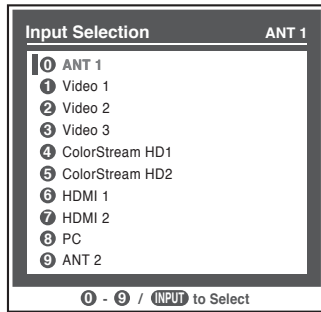 Input Selection ANT 1
0 ANT 1
1 Video 1
2 Video 2
3 Video 3
4 ColorStream HD1
5 ColorStream HD2
6 HDMI 1
7 HDMI 2
8 PC
9 ANT 2
0 - 9 / INPUT to Select